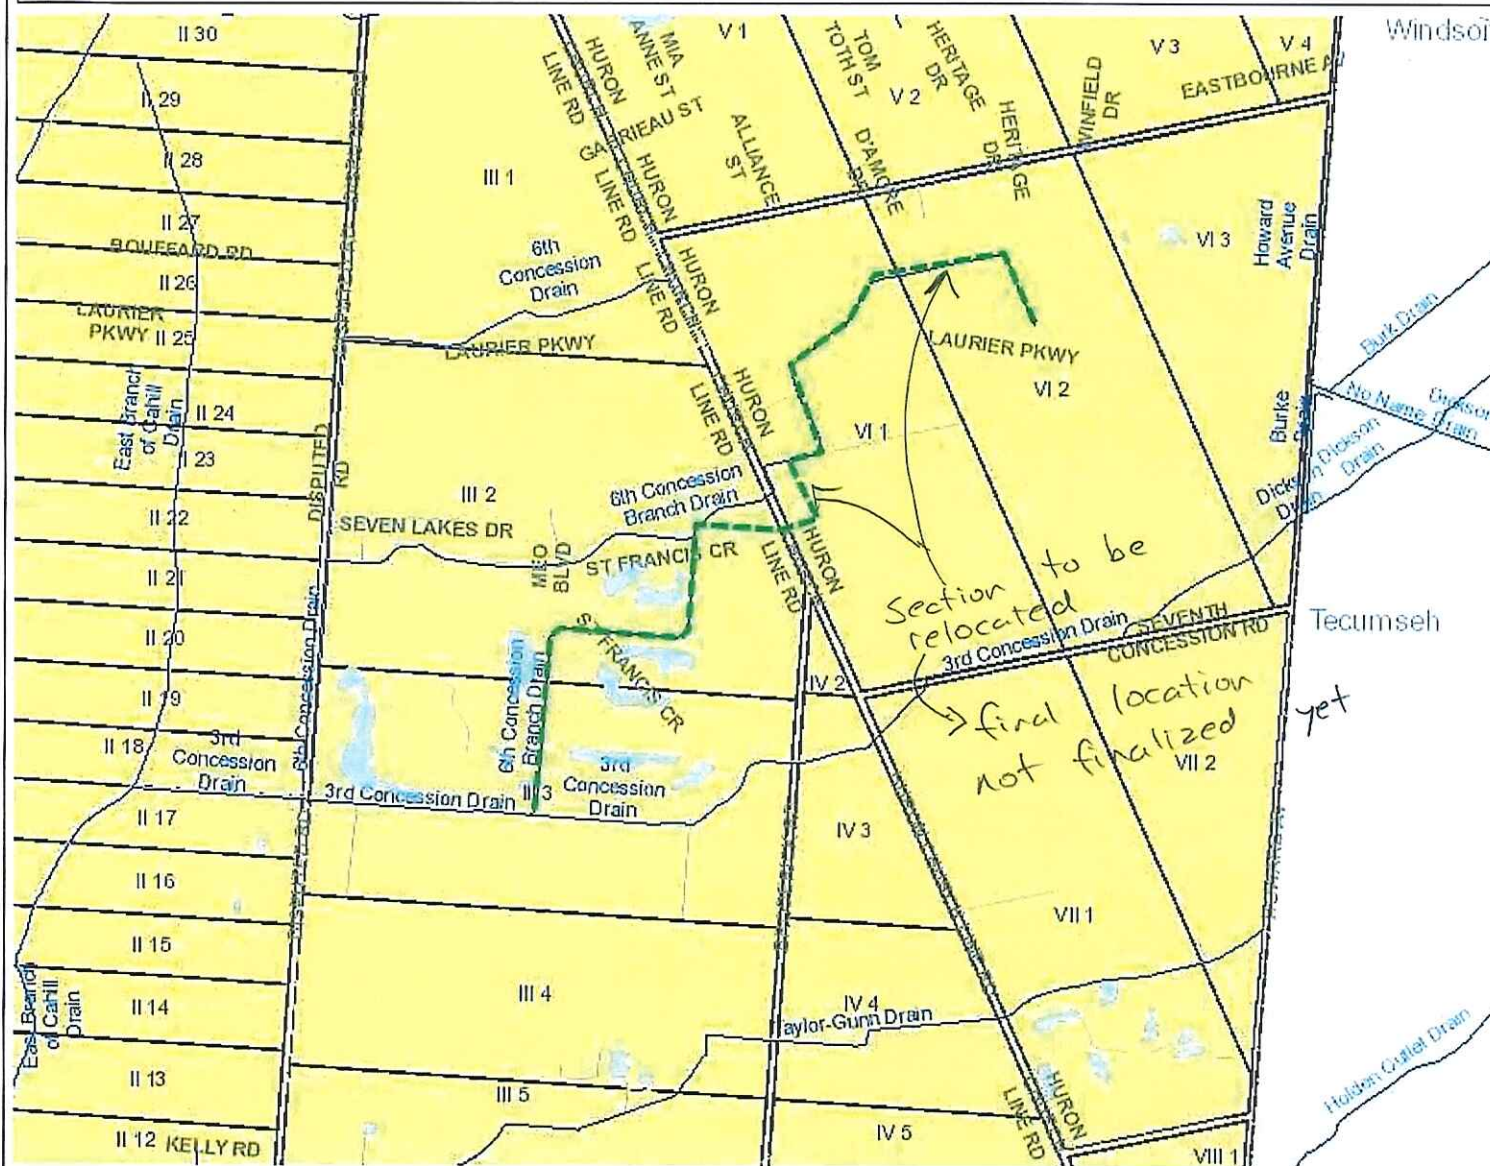 II 30
II 29
II 28
II 27
BOUFFARD RD
II 26
LAURIER
PKWY
II 25
East Branch
of Cahill
Drain
II 24
II 23
II 22
II 21
II 20
II 19
II 18
3rd
Concession
Drain
II 17
II 16
II 15
II 14
East Branch
of Cahill
Drain
II 13
II 12
KELLY RD
DISPUTED
RD
6th Concession Drain
III 1
6th
Concession
Drain
LAURIER PKWY
III 2
SEVEN LAKES DR
MEO
BLVD
6th Concession
Branch Drain
ST FRANCIS CR
ST FRANCIS CR
6th Concession
Branch Drain
3rd Concession Drain
III 3
3rd
Concession
Drain
III 4
III 5
HURON
LINE RD
MIA
ANNE ST
V 1
ALLIANCE
ST
HURON
LINE RD
HURON
LINE RD
HURON
LINE RD
HURON
LINE RD
TOM
TOTH ST
V 2
HERITAGE
DR
D'AMORE
HERITAGE
DR
V 3
V 4
WINFIELD
DR
Windsor
VI 3
Howard
Avenue
Drain
LAURIER PKWY
VI 2
VI 1
Burk Drain
No Name Drain
Burke
Drain
Dickson
Drain
Section to be
relocated
final location
not finalized
yet
3rd Concession Drain
SEVENTH
CONCESSION RD
Tecumseh
IV 2
IV 3
VII 2
VII 1
IV 4
aylor-Gunn Drain
IV 5
HURON
LINE RD
VIII 1
Holden Outlet Drain